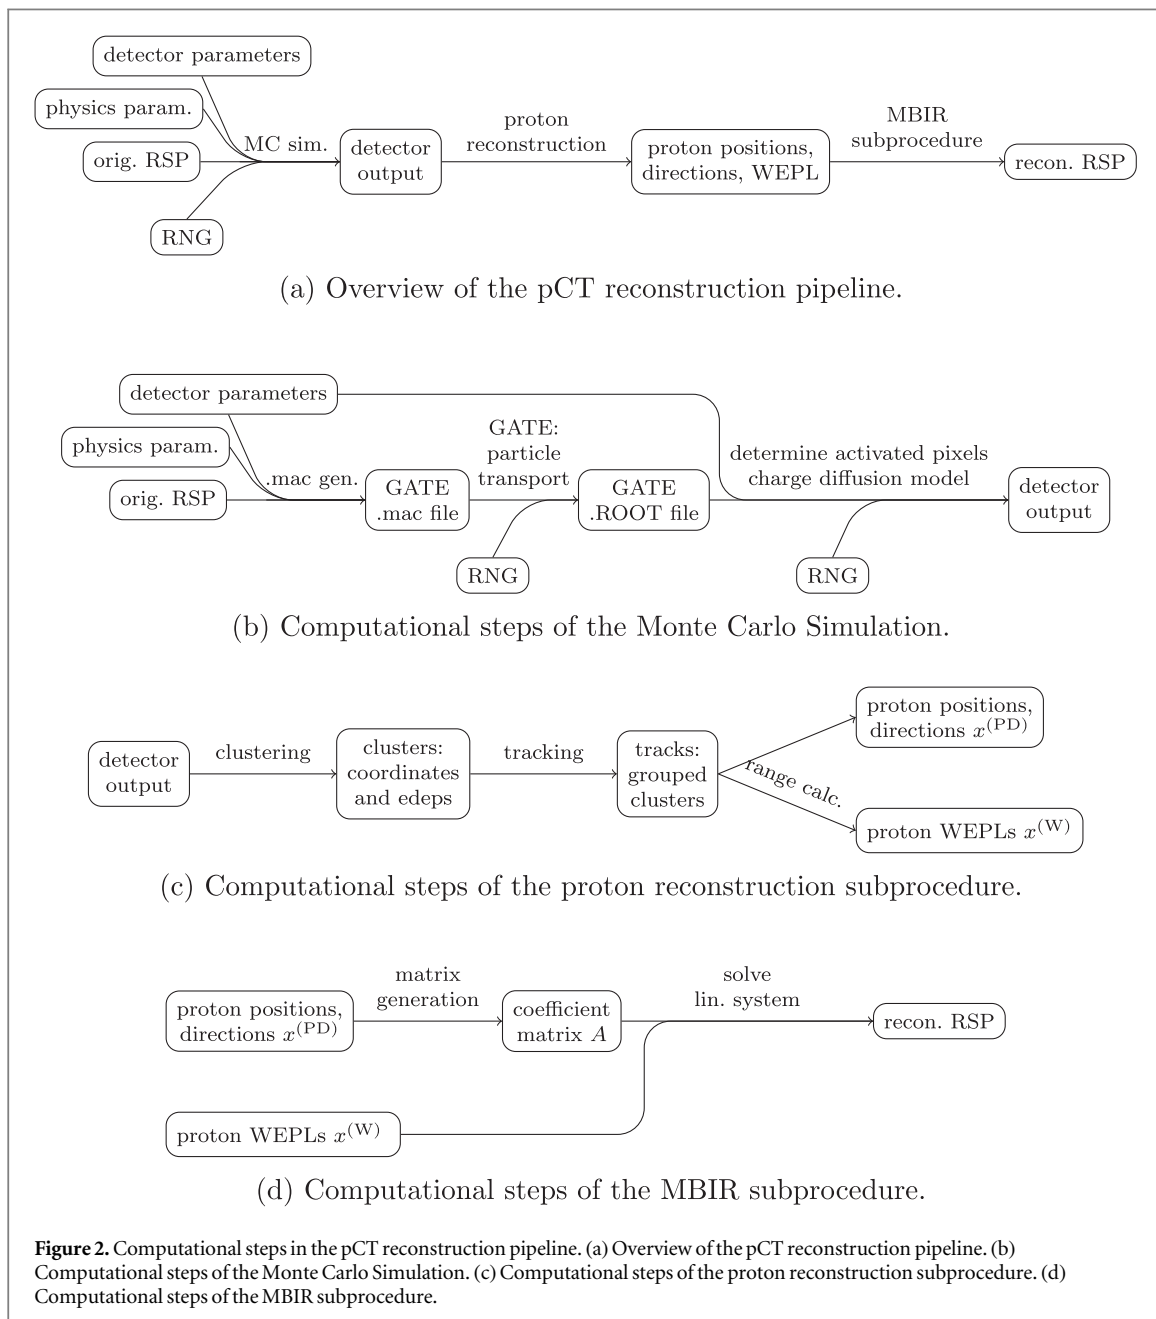 detector parameters
physics param.
orig. RSP
RNG
MC sim.
detector
output
proton
reconstruction
proton positions,
directions, WEPL
MBIR
subprocedure
recon. RSP
(a) Overview of the pCT reconstruction pipeline.
detector parameters
physics param.
orig. RSP
.mac gen.
GATE
.mac file
GATE:
particle
transport
RNG
GATE
.ROOT file
determine activated pixels
charge diffusion model
RNG
detector
output
(b) Computational steps of the Monte Carlo Simulation.
detector
output
clustering
clusters:
coordinates
and edeps
tracking
tracks:
grouped
clusters
range calc.
proton positions,
directions x^(PD)
proton WEPLs x^(W)
(c) Computational steps of the proton reconstruction subprocedure.
proton positions,
directions x^(PD)
matrix
generation
coefficient
matrix A
solve
lin. system
recon. RSP
proton WEPLs x^(W)
(d) Computational steps of the MBIR subprocedure.
Figure 2. Computational steps in the pCT reconstruction pipeline. (a) Overview of the pCT reconstruction pipeline. (b)
Computational steps of the Monte Carlo Simulation. (c) Computational steps of the proton reconstruction subprocedure. (d)
Computational steps of the MBIR subprocedure.